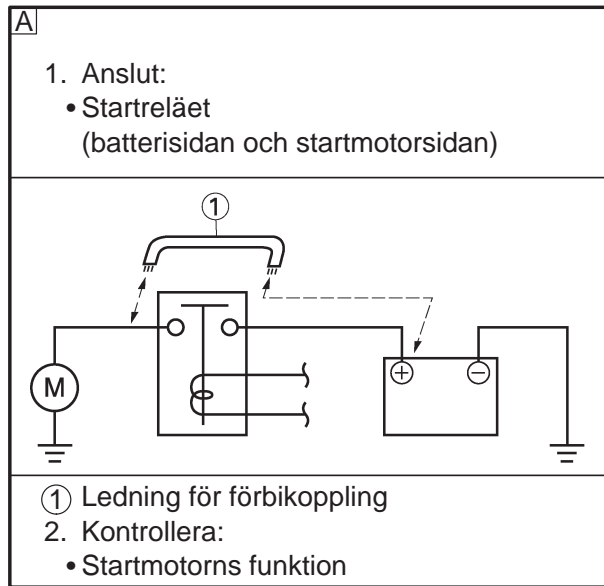 A
1. Anslut:
• Startreläet
(batterisidan och startmotorsidan)
1
M
+ −
1 Ledning för förbikoppling
2. Kontrollera:
• Startmotorns funktion